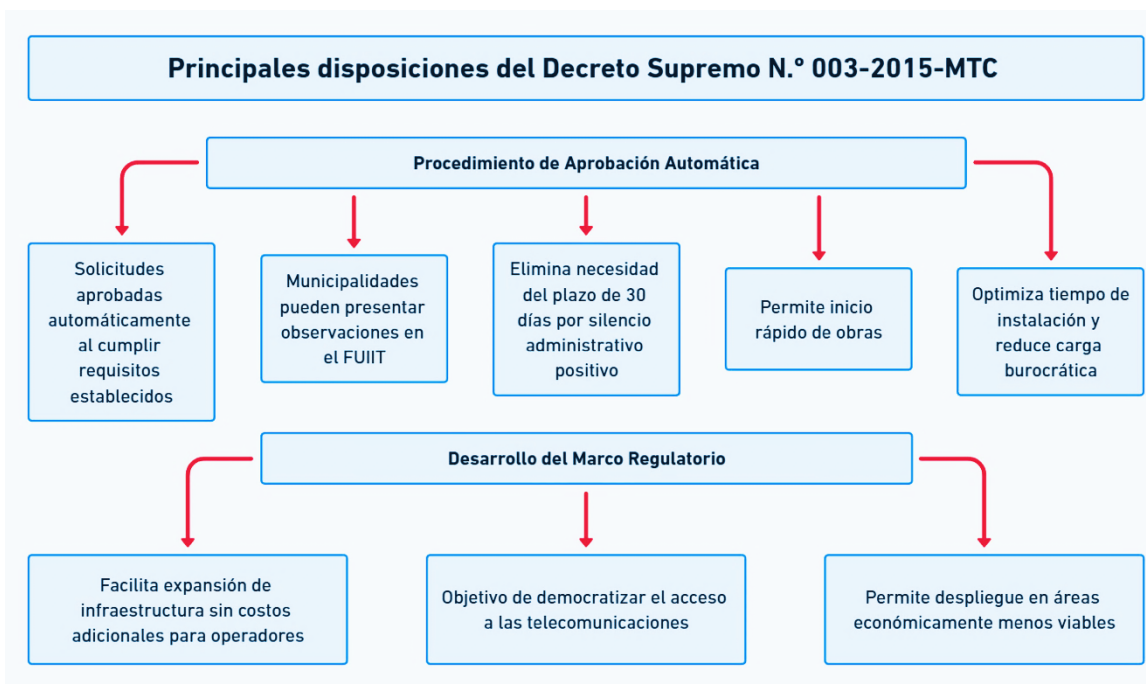 Principales disposiciones del Decreto Supremo N.° 003-2015-MTC
Procedimiento de Aprobación Automática
Solicitudes
aprobadas
automáticamente
al cumplir
requisitos
establecidos
Municipalidades
pueden presentar
observaciones en
el FUIIT
Elimina necesidad
del plazo de 30
días por silencio
administrativo
positivo
Permite inicio
rápido de obras
Optimiza tiempo de
instalación y
reduce carga
burocrática
Desarrollo del Marco Regulatorio
Facilita expansión de
infraestructura sin costos
adicionales para operadores
Objetivo de democratizar el acceso
a las telecomunicaciones
Permite despliegue en áreas
económicamente menos viables